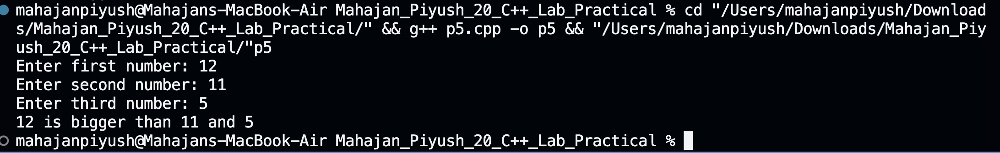 mahajanpiyush@Mahajans-MacBook-Air Mahajan_Piyush_20_C++_Lab_Practical % cd "/Users/mahajanpiyush/Download
s/Mahajan_Piyush_20_C++_Lab_Practical/" && g++ p5.cpp -o p5 && "/Users/mahajanpiyush/Downloads/Mahajan_Piy
ush_20_C++_Lab_Practical/"p5
Enter first number: 12
Enter second number: 11
Enter third number: 5
12 is bigger than 11 and 5
mahajanpiyush@Mahajans-MacBook-Air Mahajan_Piyush_20_C++_Lab_Practical %